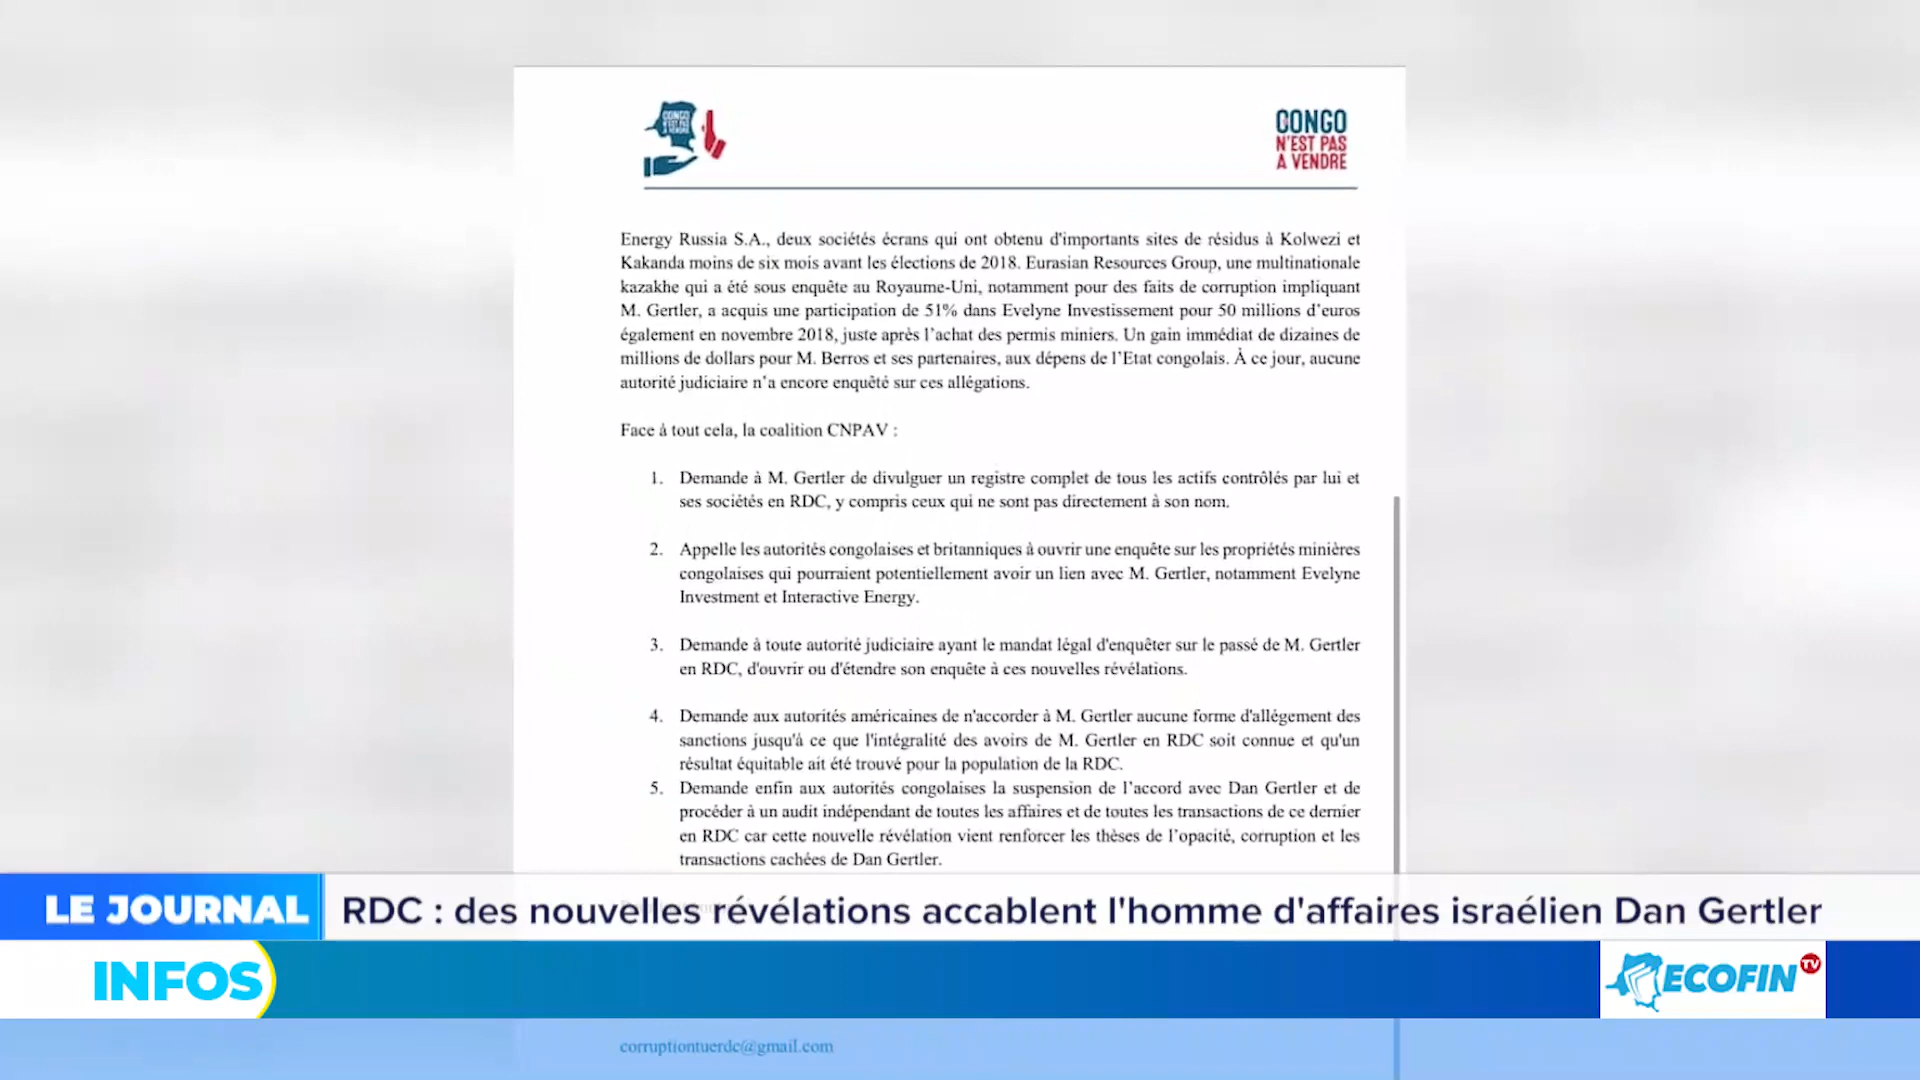 CONGO
N'EST PAS
A VENDRE
CONGO
N'EST PAS
A VENDRE
Energy Russia S.A., deux sociétés écrans qui ont obtenu d'importants sites de résidus à Kolwezi et
Kakanda moins de six mois avant les élections de 2018. Eurasian Resources Group, une multinationale
kazakhe qui a été sous enquête au Royaume-Uni, notamment pour des faits de corruption impliquant
M. Gertler, a acquis une participation de 51% dans Evelyne Investissement pour 50 millions d'euros
également en novembre 2018, juste après l'achat des permis miniers. Un gain immédiat de dizaines de
millions de dollars pour M. Berros et ses partenaires, aux dépens de l'Etat congolais. À ce jour, aucune
autorité judiciaire n'a encore enquêté sur ces allégations.
Face à tout cela, la coalition CNPAV :
1. Demande à M. Gertler de divulguer un registre complet de tous les actifs contrôlés par lui et
ses sociétés en RDC, y compris ceux qui ne sont pas directement à son nom.
2. Appelle les autorités congolaises et britanniques à ouvrir une enquête sur les propriétés minières
congolaises qui pourraient potentiellement avoir un lien avec M. Gertler, notamment Evelyne
Investment et Interactive Energy.
3. Demande à toute autorité judiciaire ayant le mandat légal d'enquêter sur le passé de M. Gertler
en RDC, d'ouvrir ou d'étendre son enquête à ces nouvelles révélations.
4. Demande aux autorités américaines de n'accorder à M. Gertler aucune forme d'allégement des
sanctions jusqu'à ce que l'intégralité des avoirs de M. Gertler en RDC soit connue et qu'un
résultat équitable ait été trouvé pour la population de la RDC.
5. Demande enfin aux autorités congolaises la suspension de l'accord avec Dan Gertler et de
procéder à un audit indépendant de toutes les affaires et de toutes les transactions de ce dernier
en RDC car cette nouvelle révélation vient renforcer les thèses de l'opacité, corruption et les
transactions cachées de Dan Gertler.
LE JOURNAL
RDC : des nouvelles révélations accablent l'homme d'affaires israélien Dan Gertler
INFOS
ECOFIN TV
corruptiontuerdc@gmail.com